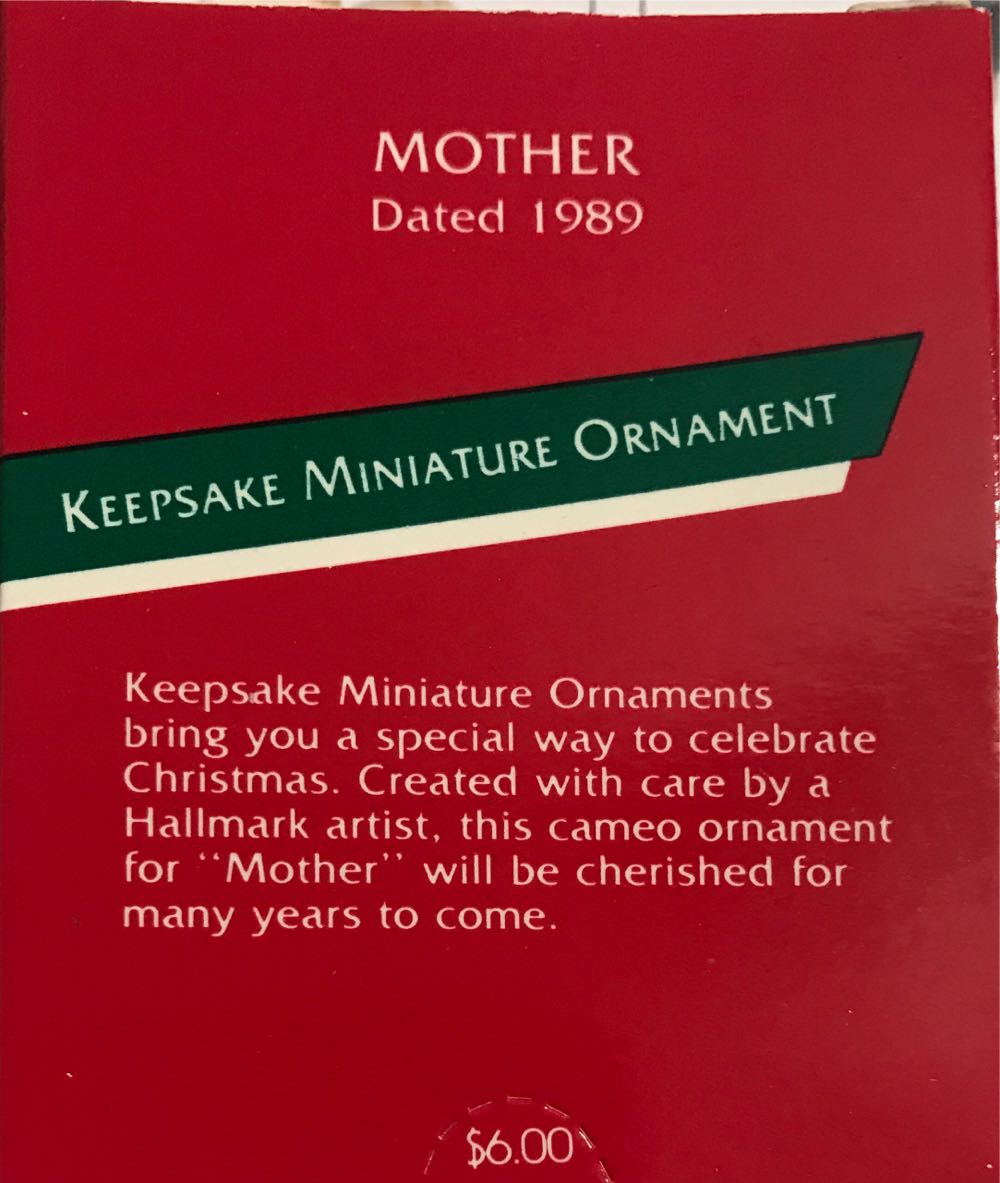 MOTHER
Dated 1989
KEEPSAKE MINIATURE ORNAMENT
Keepsake Miniature Ornaments
bring you a special way to celebrate
Christmas. Created with care by a
Hallmark artist, this cameo ornament
for “Mother” will be cherished for
many years to come.
$6.00